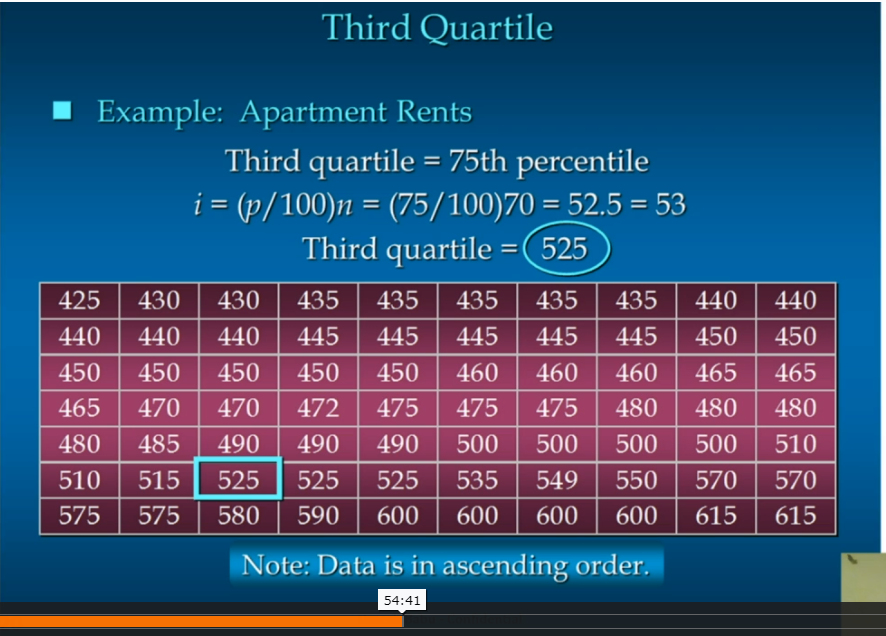 Third Quartile
Example: Apartment Rents
Third quartile = 75th percentile
i = (p/100)n = (75/100)70 = 52.5 = 53
Third quartile = 525
425 430 430 435 435 435 435 435 440 440
440 440 440 445 445 445 445 445 450 450
450 450 450 450 450 460 460 460 465 465
465 470 470 472 475 475 475 480 480 480
480 485 490 490 490 500 500 500 500 510
510 515 525 525 525 535 549 550 570 570
575 575 580 590 600 600 600 600 615 615
Note: Data is in ascending order.
54:41